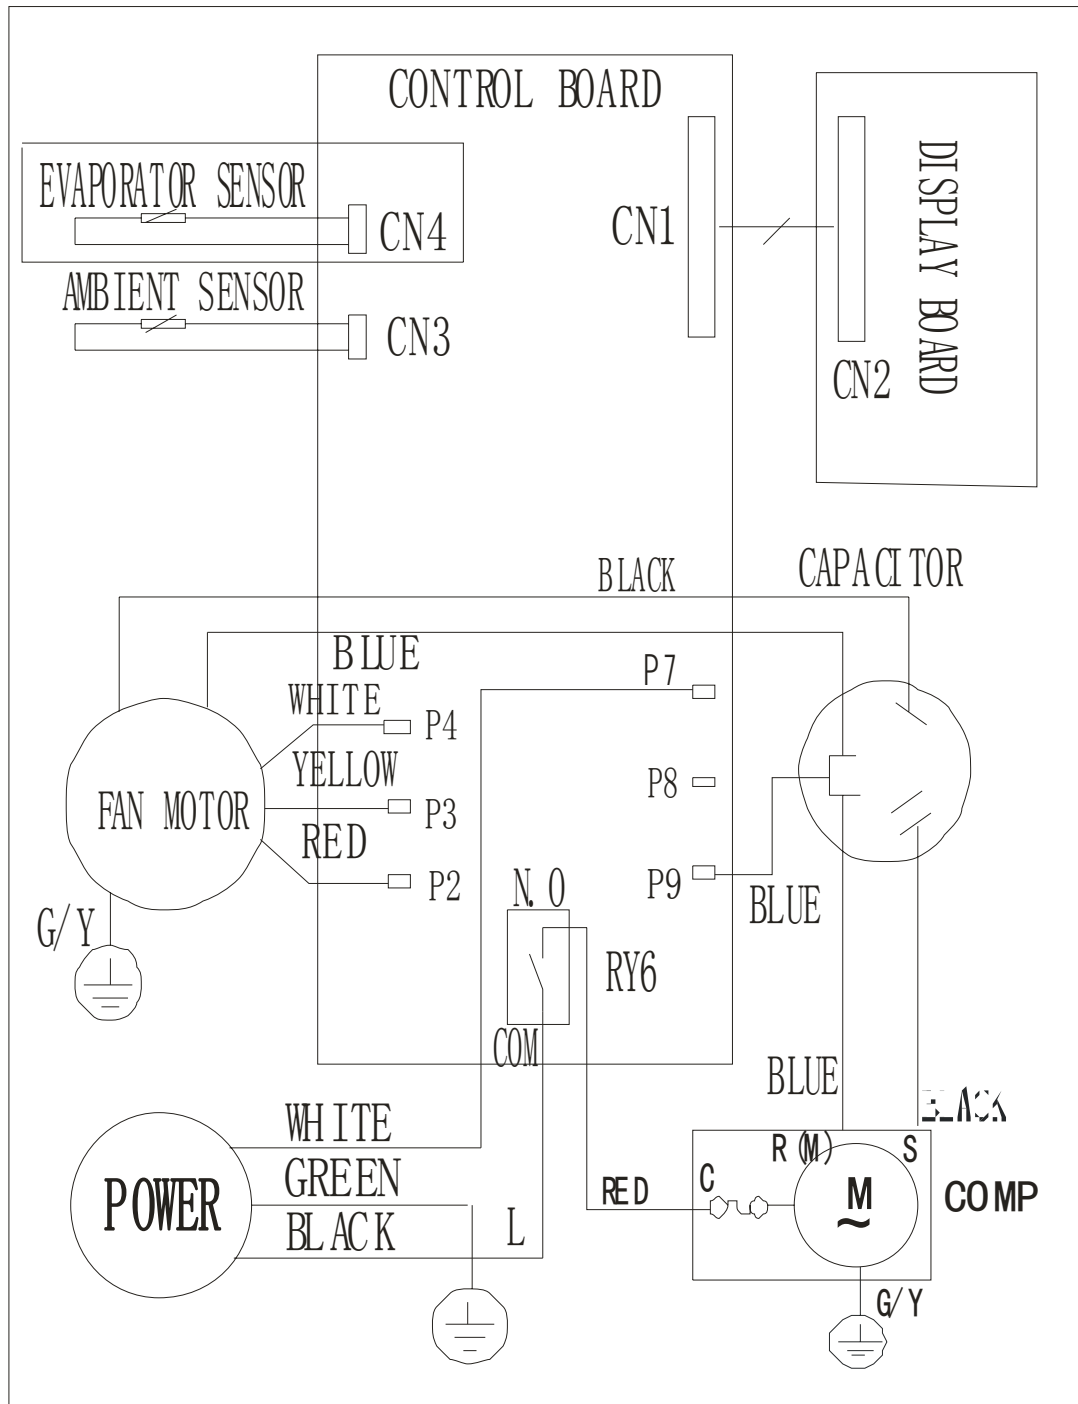 CONTROL BOARD
DISPLAY BOARD
EVAPORATOR SENSOR
CN4
CN1
AMBIENT SENSOR
CN3
CN2
BLACK
CAPACITOR
BLUE
P7
WHITE
P4
YELLOW
P8
FAN MOTOR
P3
RED
P2
N.O
P9
BLUE
G/Y
RY6
COM
BLUE
BLACK
WHITE
R(M)
S
GREEN
C
RED
M
~
COMP
POWER
BLACK
L
G/Y